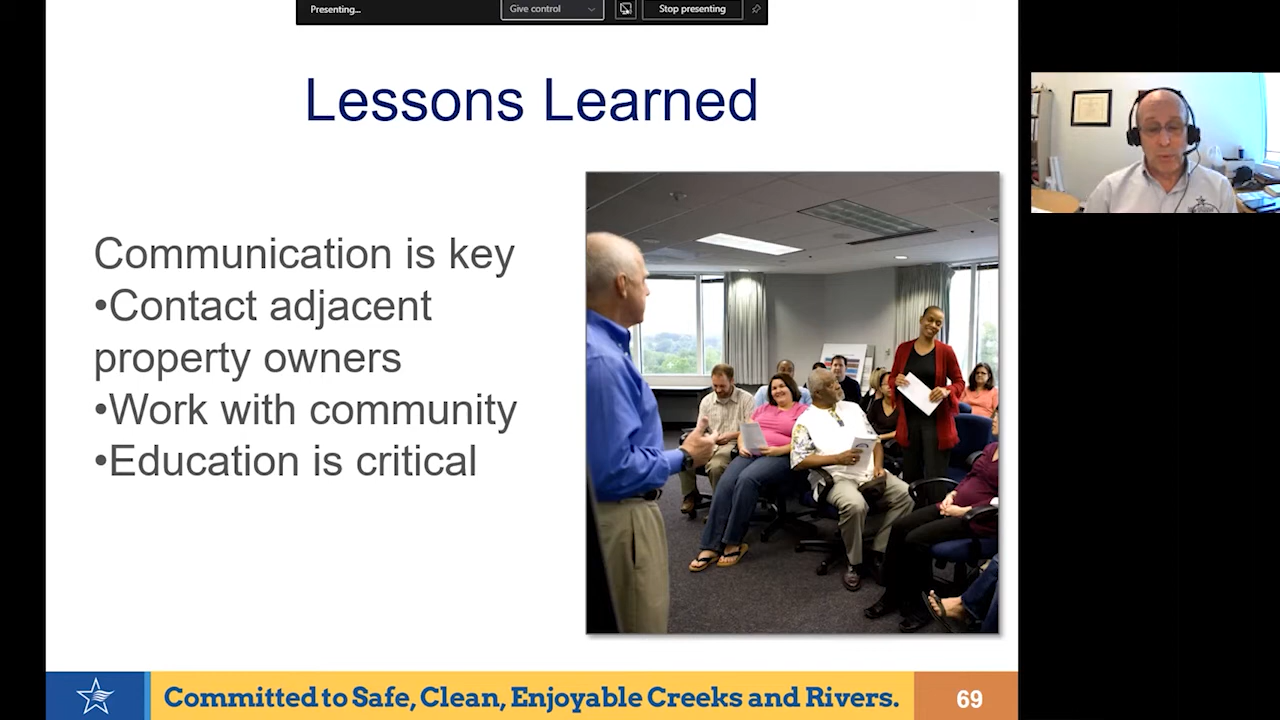 Presenting...
Give control
Stop presenting
Lessons Learned
Communication is key
•Contact adjacent
property owners
•Work with community
•Education is critical
Committed to Safe, Clean, Enjoyable Creeks and Rivers.
69